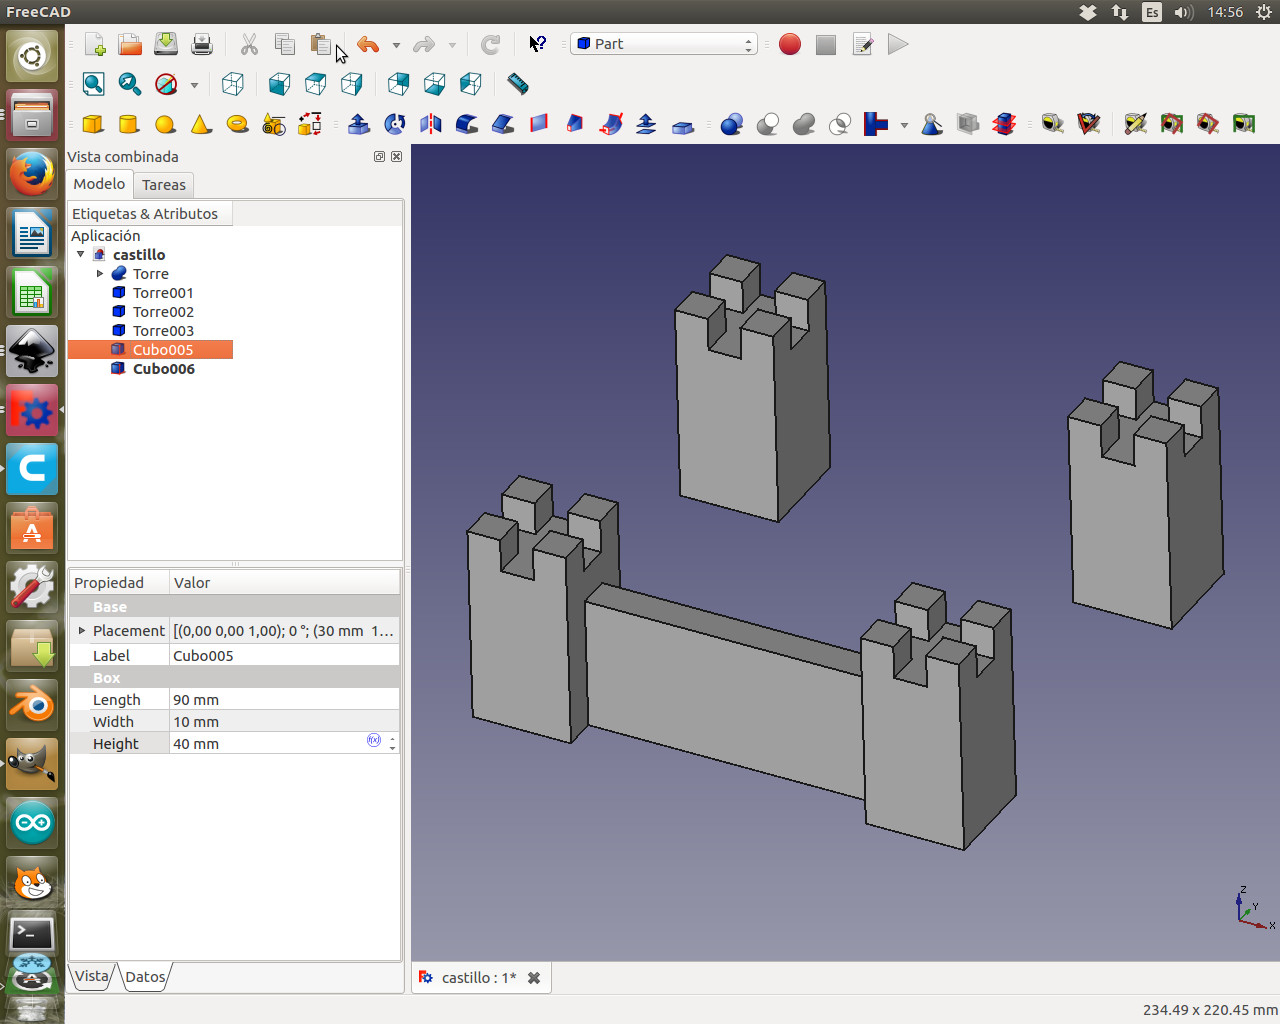 FreeCAD
Es
14:56
Part
Vista combinada
Modelo
Tareas
Etiquetas & Atributos
Aplicación
castillo
Torre
Torre001
Torre002
Torre003
Cubo005
Cubo006
Propiedad Valor
Base
Placement [(0,00 0,00 1,00); 0 °; (30 mm 1...
Label Cubo005
Box
Length 90 mm
Width 10 mm
Height 40 mm
f(x)
Z
Y
X
Vista
Datos
castillo : 1*
234.49 x 220.45 mm